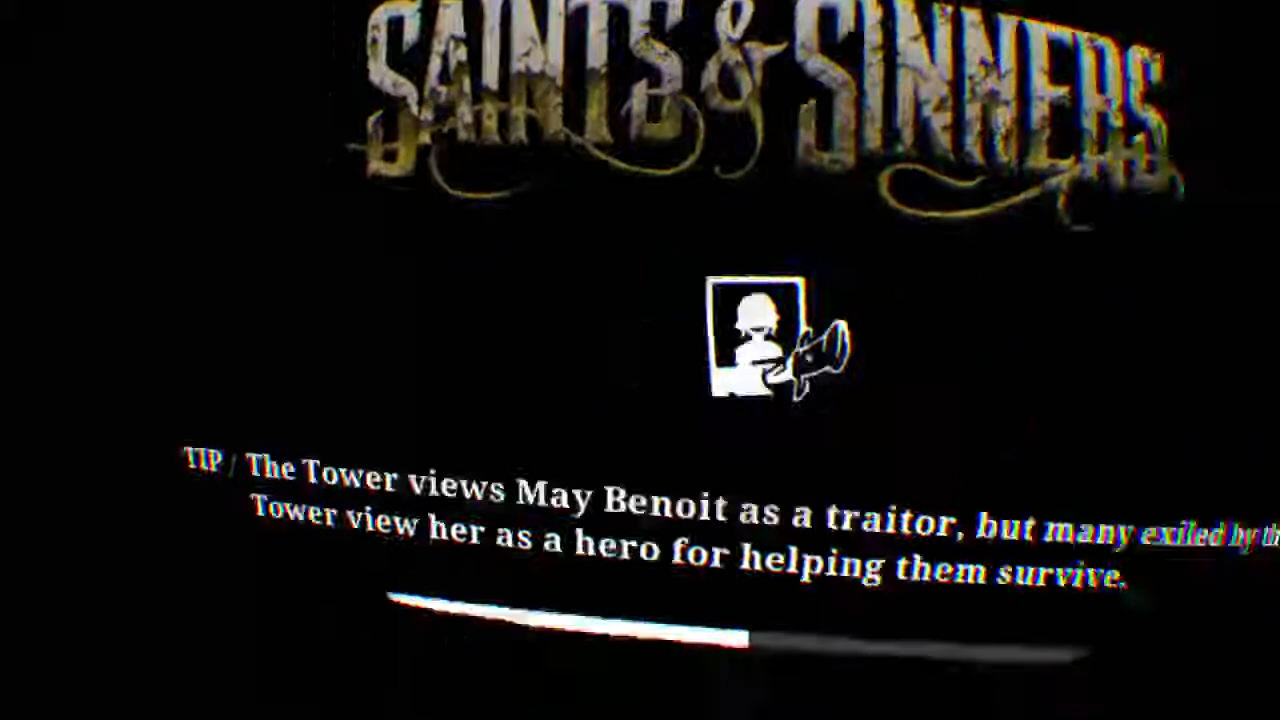 SAINTS & SINNERS
TIP / The Tower views May Benoit as a traitor, but many exiled by
Tower view her as a hero for helping them survive.